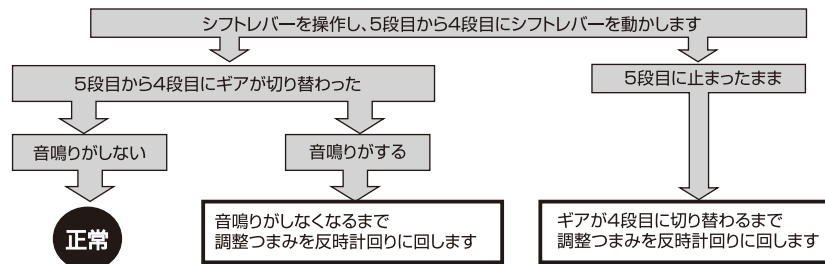 シフトレバーを操作し、5段目から4段目にシフトレバーを動かします
5段目から4段目にギアが切り替わった
5段目に止まったまま
音鳴りがしない
音鳴りがする
正常
音鳴りがしなくなるまで
調整つまみを反時計回りに回します
ギアが4段目に切り替わるまで
調整つまみを反時計回りに回します